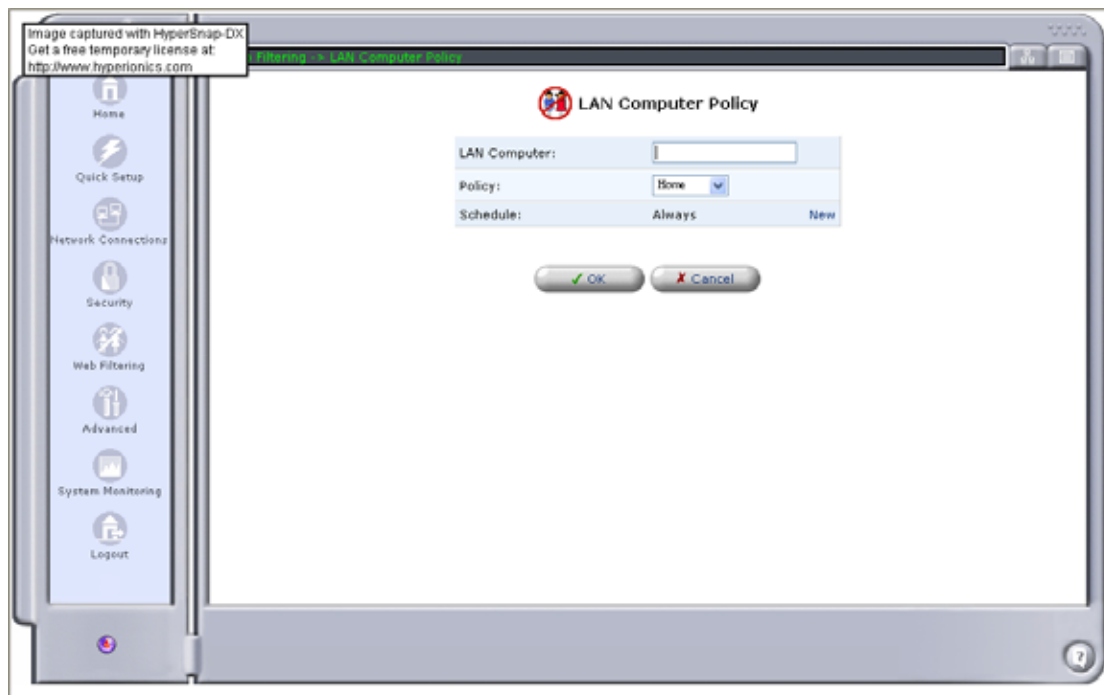 Image captured with HyperSnap-DX
Get a free temporary license at:
http://www.hyperionics.com
Filtering -> LAN Computer Policy
Home
Quick Setup
Network Connections
Security
Web Filtering
Advanced
System Monitoring
Logout
LAN Computer Policy
LAN Computer:
Policy: Home
Schedule: Always New
✓ OK ✗ Cancel
?